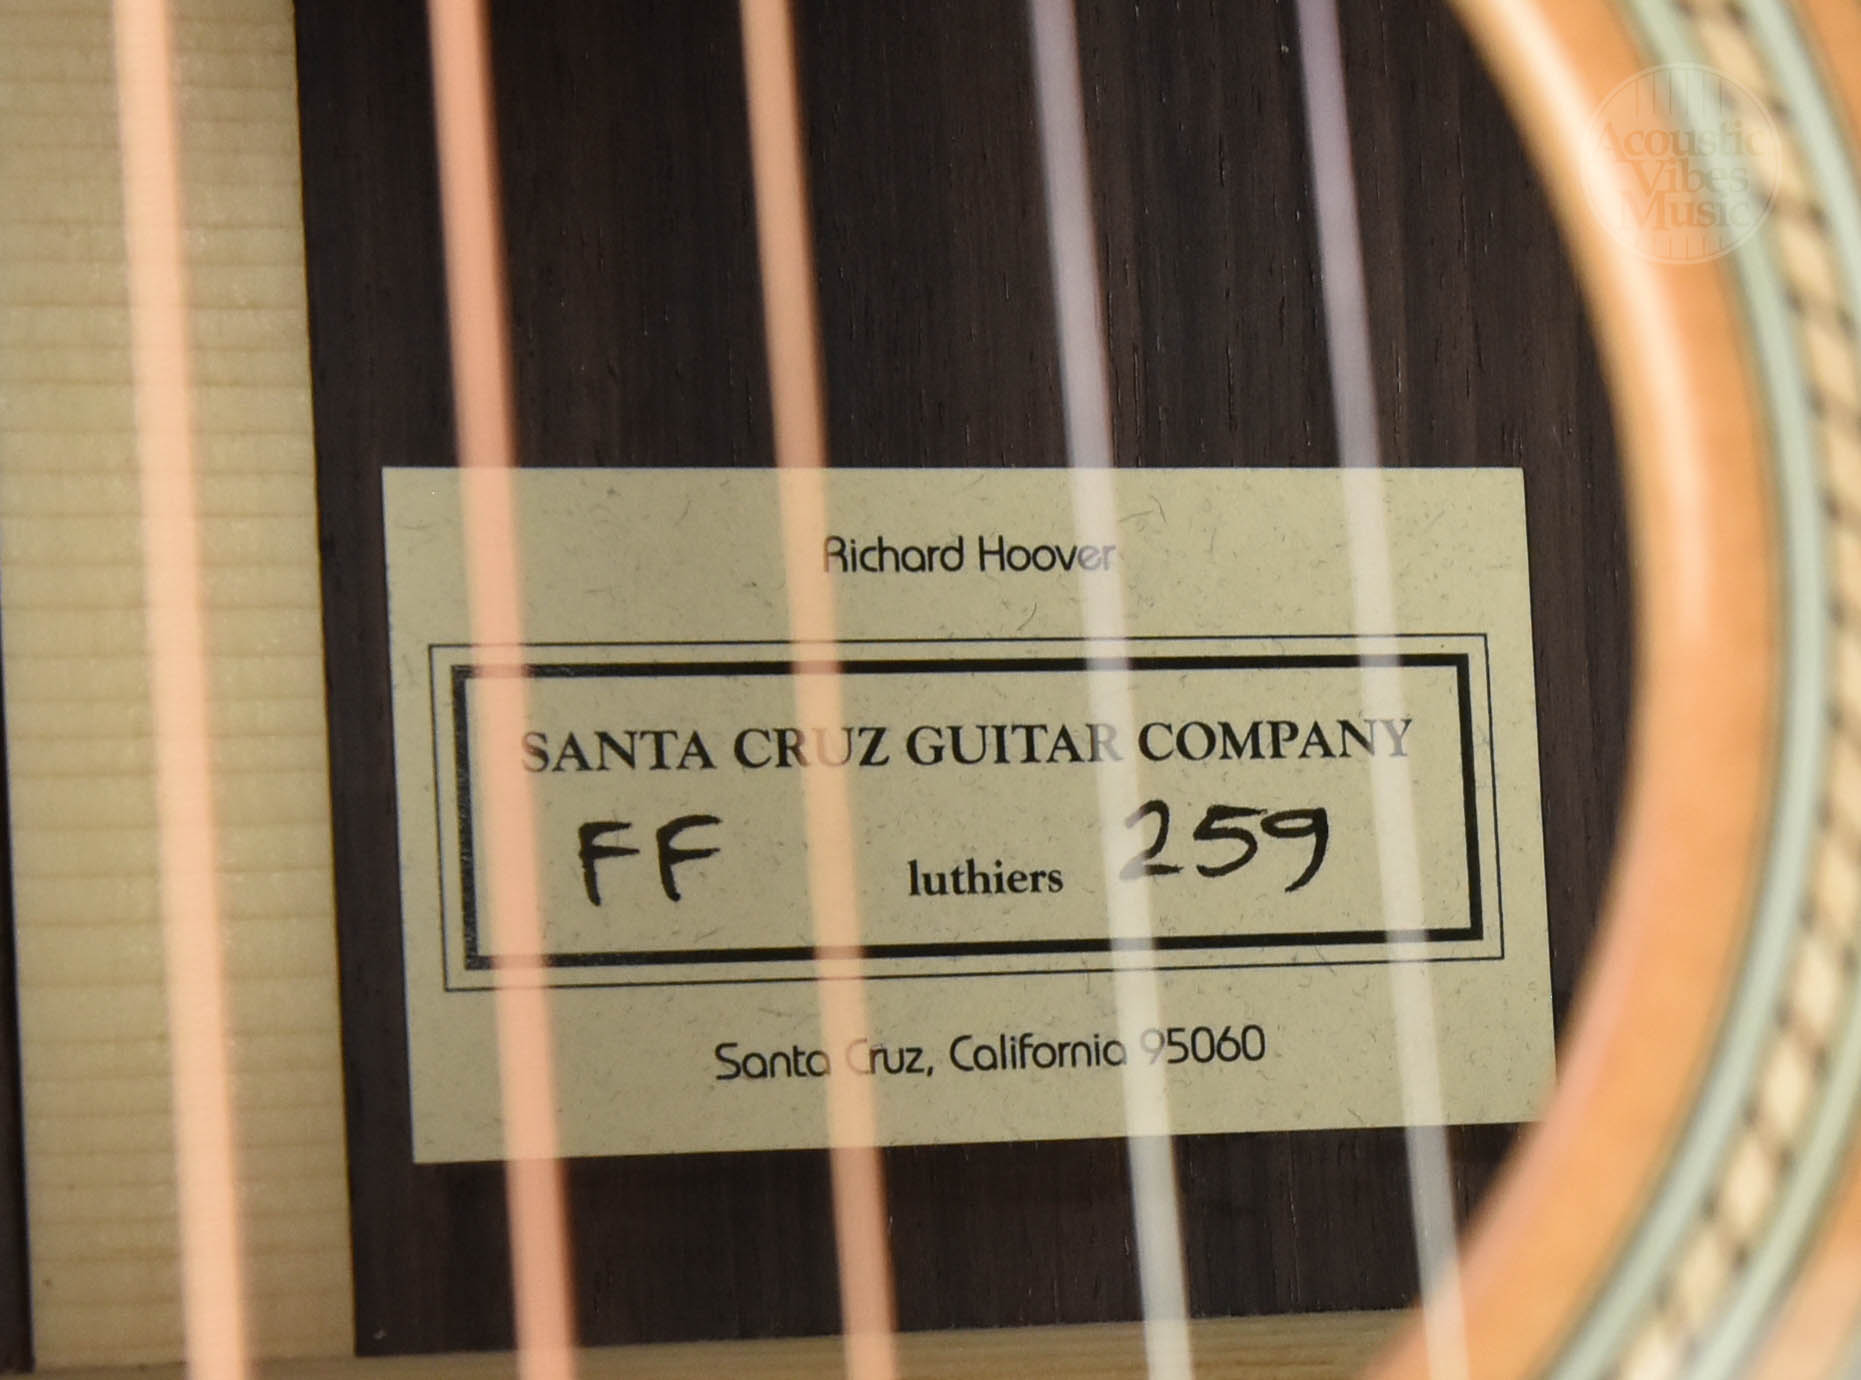 Acoustic
Vibes
Music
Richard Hoover
SANTA CRUZ GUITAR COMPANY
FF luthiers 259
Santa Cruz, California 95060